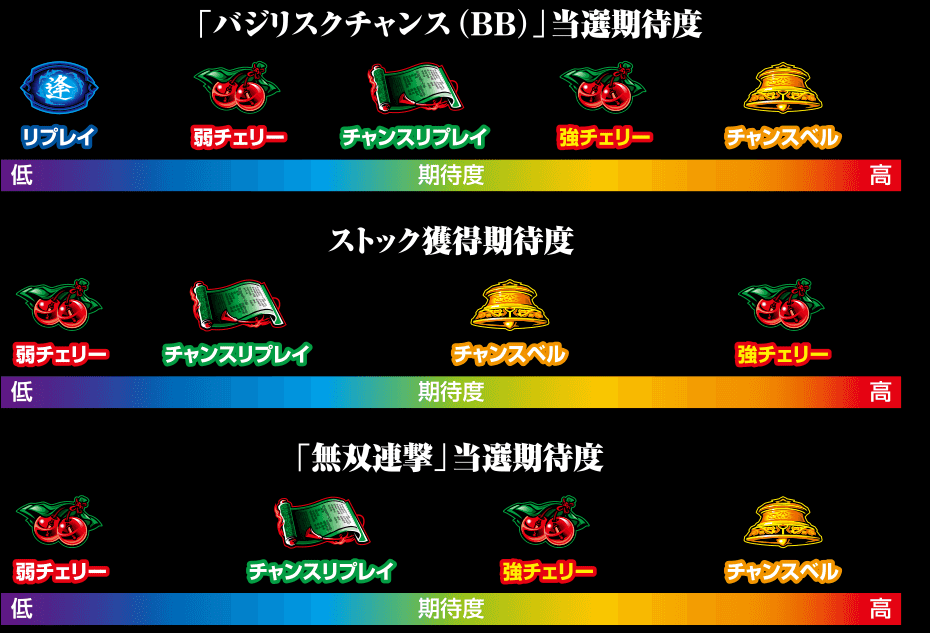 「バジリスクチャンス（BB）」当選期待度
逢
リプレイ 弱チェリー チャンスリプレイ 強チェリー チャンスベル
低 期待度 高
ストック獲得期待度
弱チェリー チャンスリプレイ チャンスベル 強チェリー
低 期待度 高
「無双連撃」当選期待度
弱チェリー チャンスリプレイ 強チェリー チャンスベル
低 期待度 高